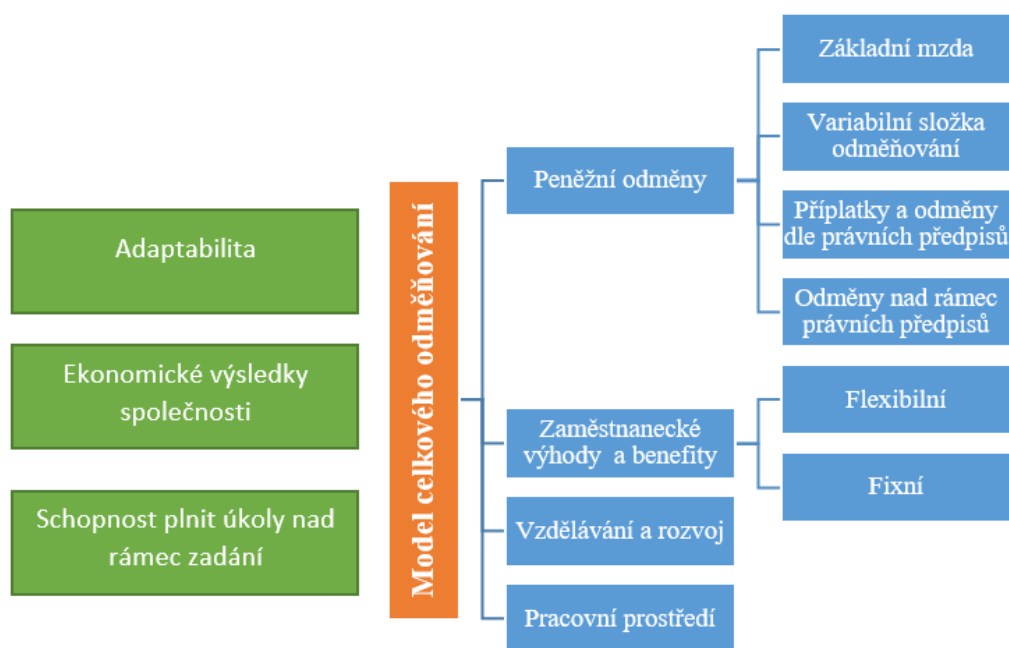 Adaptabilita
Ekonomické výsledky
společnosti
Schopnost plnit úkoly nad
rámec zadání
Model celkového odměňování
Peněžní odměny
Základní mzda
Variabilní složka
odměňování
Příplatky a odměny
dle právních předpisů
Odměny nad rámec
právních předpisů
Zaměstnanecké
výhody a benefity
Flexibilní
Fixní
Vzdělávání a rozvoj
Pracovní prostředí